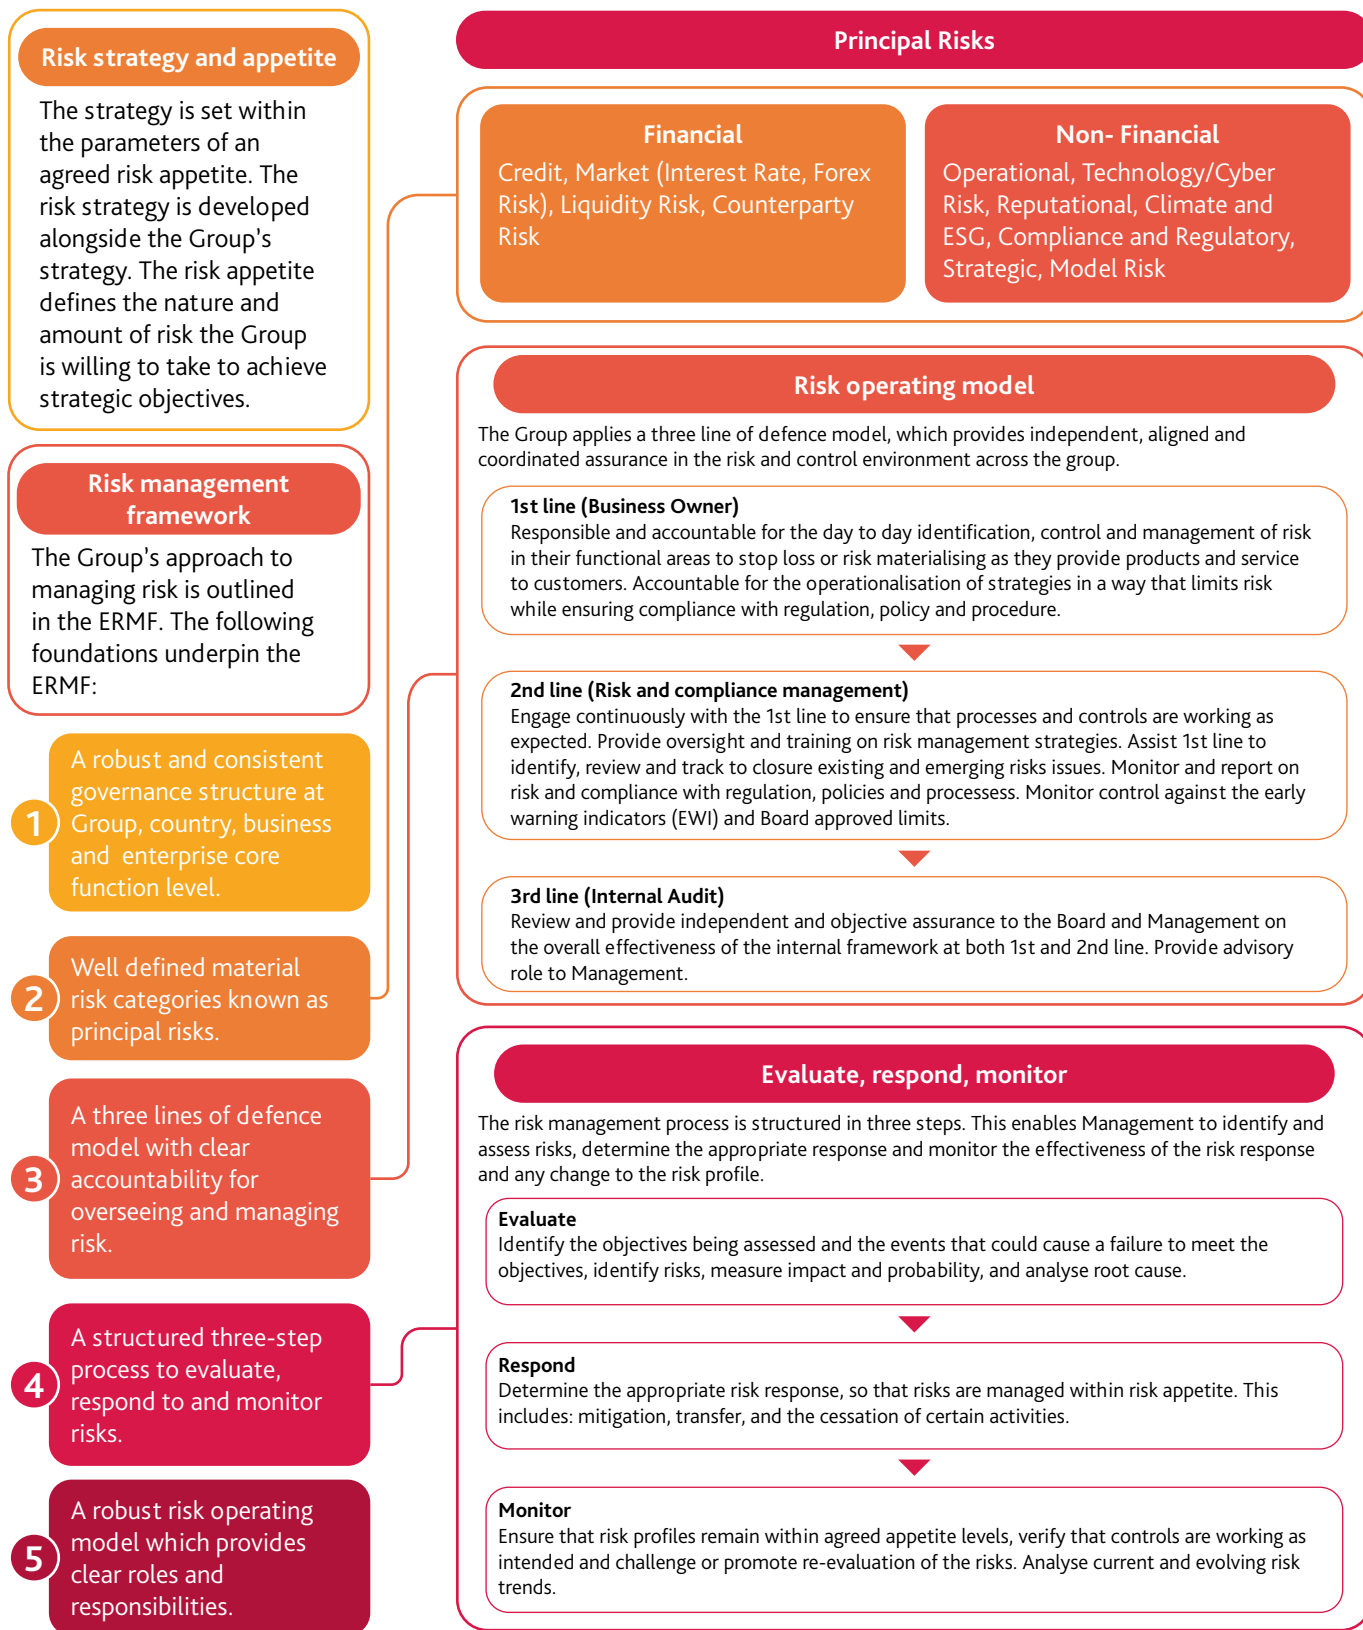 Risk strategy and appetite
The strategy is set within
the parameters of an
agreed risk appetite. The
risk strategy is developed
alongside the Group's
strategy. The risk appetite
defines the nature and
amount of risk the Group
is willing to take to achieve
strategic objectives.
Risk management
framework
The Group's approach to
managing risk is outlined
in the ERMF. The following
foundations underpin the
ERMF:
1
A robust and consistent
governance structure at
Group, country, business
and enterprise core
function level.
2
Well defined material
risk categories known as
principal risks.
3
A three lines of defence
model with clear
accountability for
overseeing and managing
risk.
4
A structured three-step
process to evaluate,
respond to and monitor
risks.
5
A robust risk operating
model which provides
clear roles and
responsibilities.
Principal Risks
Financial
Credit, Market (Interest Rate, Forex
Risk), Liquidity Risk, Counterparty
Risk
Non- Financial
Operational, Technology/Cyber
Risk, Reputational, Climate and
ESG, Compliance and Regulatory,
Strategic, Model Risk
Risk operating model
The Group applies a three line of defence model, which provides independent, aligned and
coordinated assurance in the risk and control environment across the group.
1st line (Business Owner)
Responsible and accountable for the day to day identification, control and management of risk
in their functional areas to stop loss or risk materialising as they provide products and service
to customers. Accountable for the operationalisation of strategies in a way that limits risk
while ensuring compliance with regulation, policy and procedure.
2nd line (Risk and compliance management)
Engage continuously with the 1st line to ensure that processes and controls are working as
expected. Provide oversight and training on risk management strategies. Assist 1st line to
identify, review and track to closure existing and emerging risks issues. Monitor and report on
risk and compliance with regulation, policies and processess. Monitor control against the early
warning indicators (EWI) and Board approved limits.
3rd line (Internal Audit)
Review and provide independent and objective assurance to the Board and Management on
the overall effectiveness of the internal framework at both 1st and 2nd line. Provide advisory
role to Management.
Evaluate, respond, monitor
The risk management process is structured in three steps. This enables Management to identify and
assess risks, determine the appropriate response and monitor the effectiveness of the risk response
and any change to the risk profile.
Evaluate
Identify the objectives being assessed and the events that could cause a failure to meet the
objectives, identify risks, measure impact and probability, and analyse root cause.
Respond
Determine the appropriate risk response, so that risks are managed within risk appetite. This
includes: mitigation, transfer, and the cessation of certain activities.
Monitor
Ensure that risk profiles remain within agreed appetite levels, verify that controls are working as
intended and challenge or promote re-evaluation of the risks. Analyse current and evolving risk
trends.